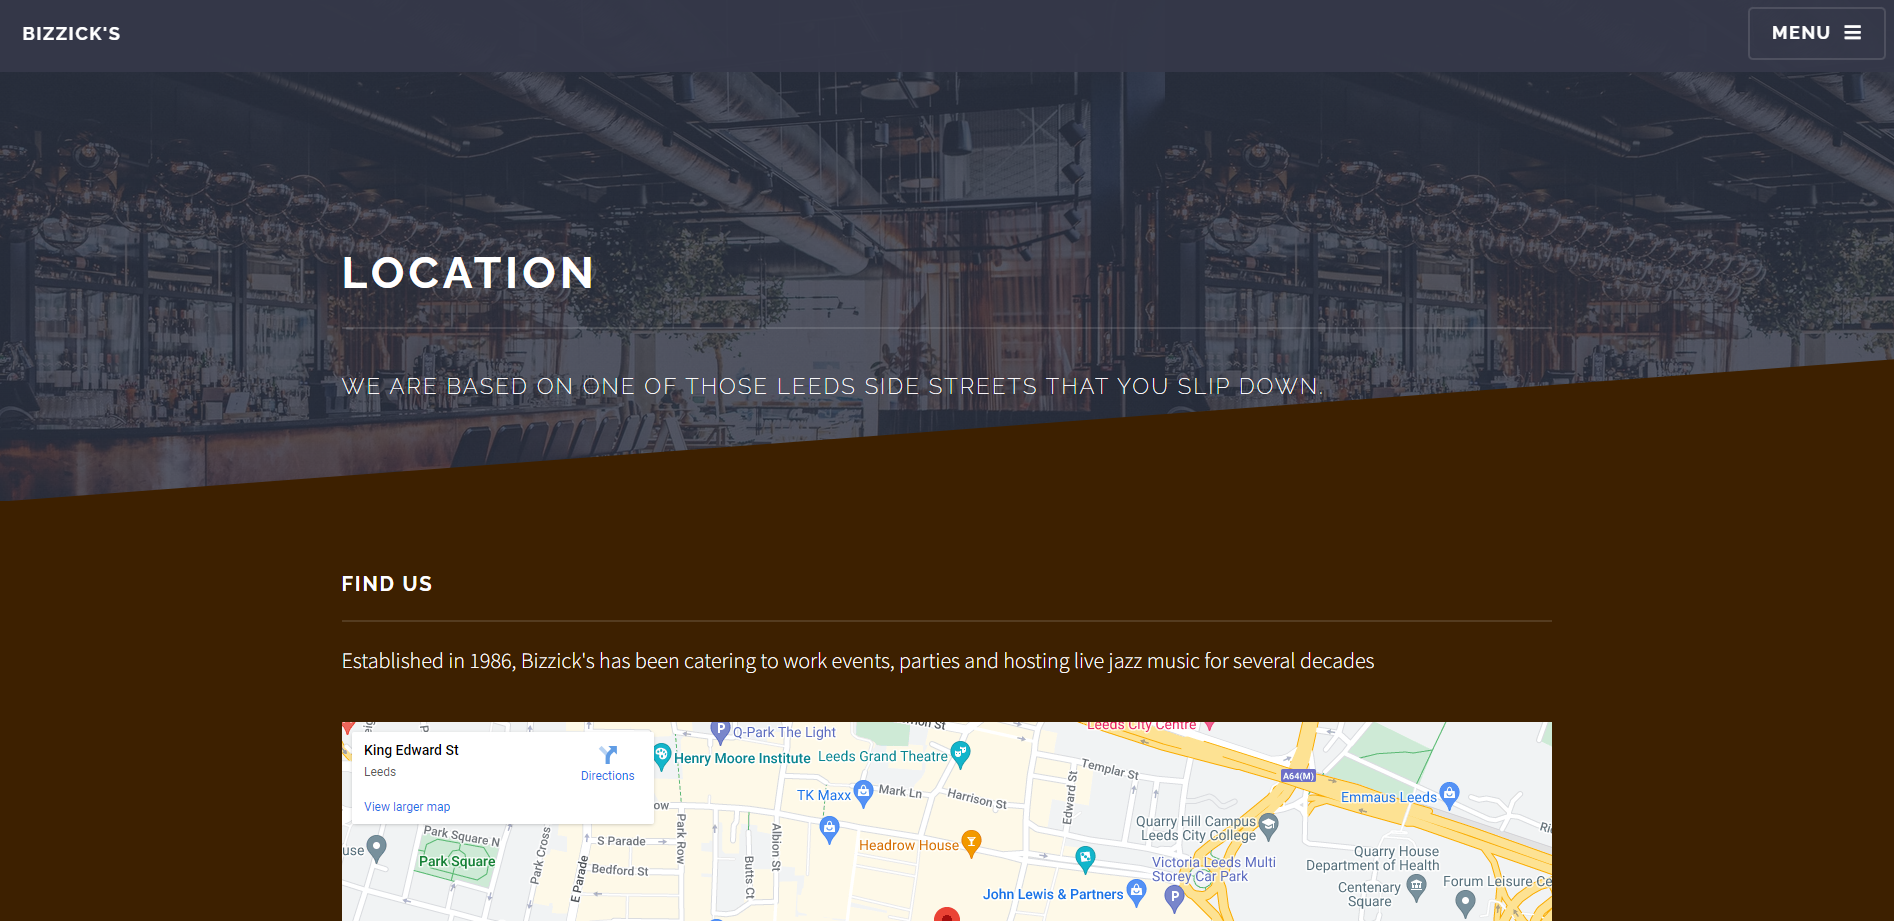 BIZZICK'S
MENU
LOCATION
WE ARE BASED ON ONE OF THOSE LEEDS SIDE STREETS THAT YOU SLIP DOWN.
FIND US
Established in 1986, Bizzick's has been catering to work events, parties and hosting live jazz music for several decades
King Edward St
Leeds
Directions
View larger map
Q-Park The Light
Leeds City Centre
Henry Moore Institute
Leeds Grand Theatre
Templar St
A64(M)
TK Maxx
Mark Ln
Harrison St
Edward St
Emmaus Leeds
Park Square N
S Parade
Park Row
Albion St
Headrow House
Quarry Hill Campus
Leeds City College
Park Square
Park Cross
E Parade
Bedford St
Butts Ct
Victoria Leeds Multi
Storey Car Park
Quarry House
Department of Health
John Lewis & Partners
P
P
Centenary
Square
Forum Leisure Ce